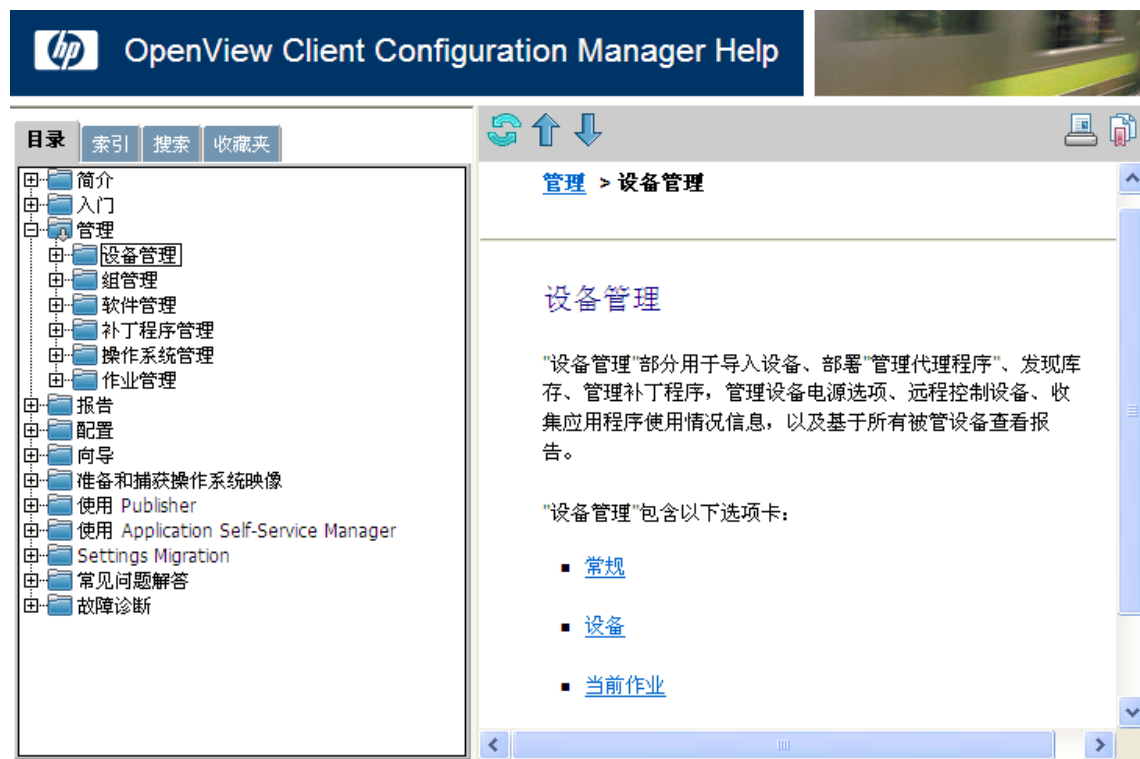 hp OpenView Client Configuration Manager Help
目录 索引 搜索 收藏夹
简介
入门
管理
设备管理
组管理
软件管理
补丁程序管理
操作系统管理
作业管理
报告
配置
向导
准备和捕获操作系统映像
使用 Publisher
使用 Application Self-Service Manager
Settings Migration
常见问题解答
故障诊断
管理 > 设备管理
设备管理
"设备管理"部分用于导入设备、部署"管理代理程序"、发现库
存、管理补丁程序，管理设备电源选项、远程控制设备、收
集应用程序使用情况信息，以及基于所有被管设备查看报
告。
"设备管理"包含以下选项卡：
常规
设备
当前作业